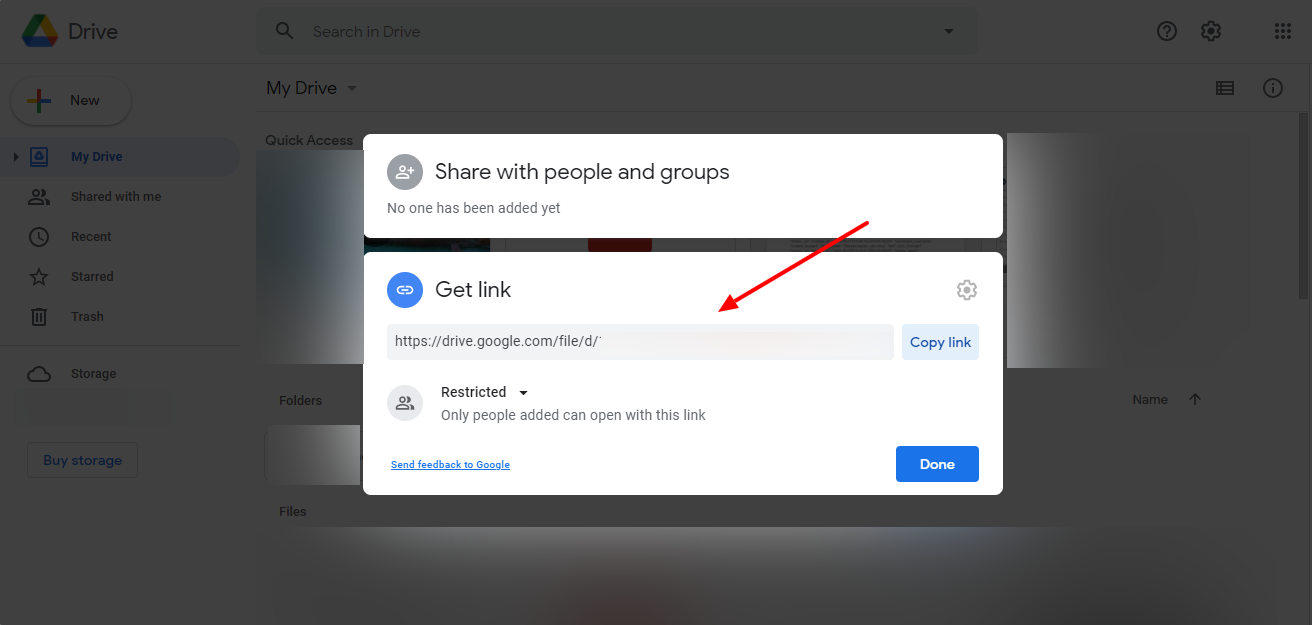 Drive
Search in Drive
New
My Drive
My Drive
Shared with me
Recent
Starred
Trash
Storage
Buy storage
Quick Access
Share with people and groups
No one has been added yet
Get link
https://drive.google.com/file/d/
Copy link
Restricted
Only people added can open with this link
Send feedback to Google
Done
Folders
Name
Files